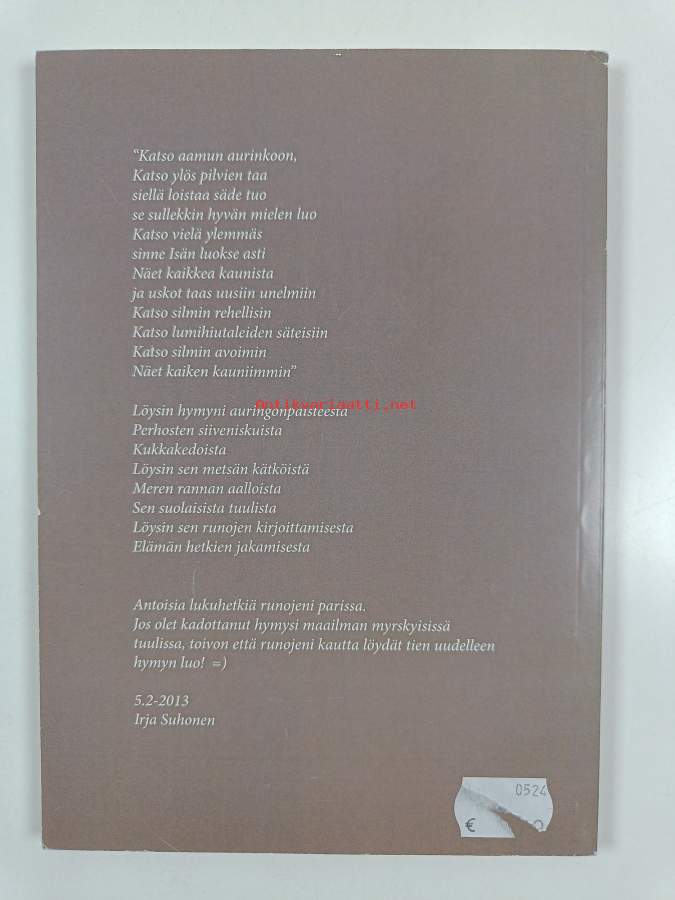 “Katso aamun aurinkoon,
Katso ylös pilvien taa
siellä loistaa säde tuo
se sullekkin hyvän mielen luo
Katso vielä ylemmäs
sinne Isän luokse asti
Näet kaikkea kaunista
ja uskot taas uusiin unelmiin
Katso silmin rehellisin
Katso lumihiutaleiden säteisiin
Katso silmin avoimin
Näet kaiken kauniimmin”
Antikvariaatti.net
Löysin hymyni auringonpaisteesta
Perhosten siiveniskuista
Kukkakedoista
Löysin sen metsän kätköistä
Meren rannan aalloista
Sen suolaisista tuulista
Löysin sen runojen kirjoittamisesta
Elämän hetkien jakamisesta
Antoisia lukuhetkiä runojeni parissa.
Jos olet kadottanut hymysi maailman myrskyisissä
tuulissa, toivon että runojeni kautta löydät tien uudelleen
hymyn luo! =)
5.2-2013
Irja Suhonen
0524
€